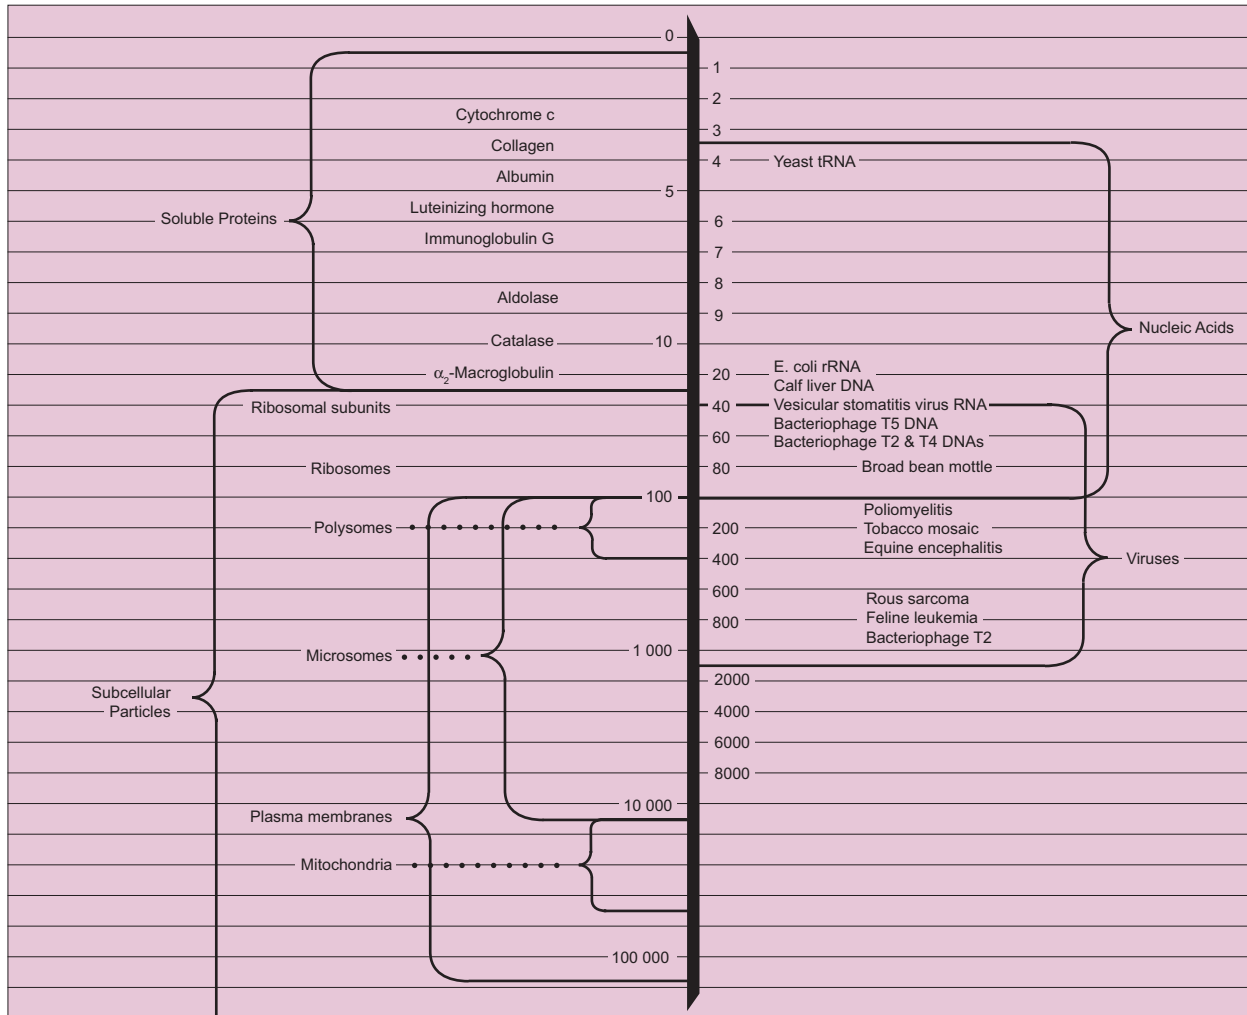 0
1
2
Cytochrome c
3
Collagen
4
Yeast tRNA
Albumin
5
Luteinizing hormone
Soluble Proteins
6
Immunoglobulin G
7
8
Aldolase
9
Nucleic Acids
Catalase
10
α2-Macroglobulin
20
E. coli rRNA
Calf liver DNA
Ribosomal subunits
40
Vesicular stomatitis virus RNA
Bacteriophage T5 DNA
60
Bacteriophage T2 & T4 DNAs
Ribosomes
80
Broad bean mottle
100
Poliomyelitis
Polysomes
200
Tobacco mosaic
Equine encephalitis
400
Viruses
600
Rous sarcoma
800
Feline leukemia
Bacteriophage T2
Microsomes
1 000
2000
Subcellular
Particles
4000
6000
8000
10 000
Plasma membranes
Mitochondria
100 000